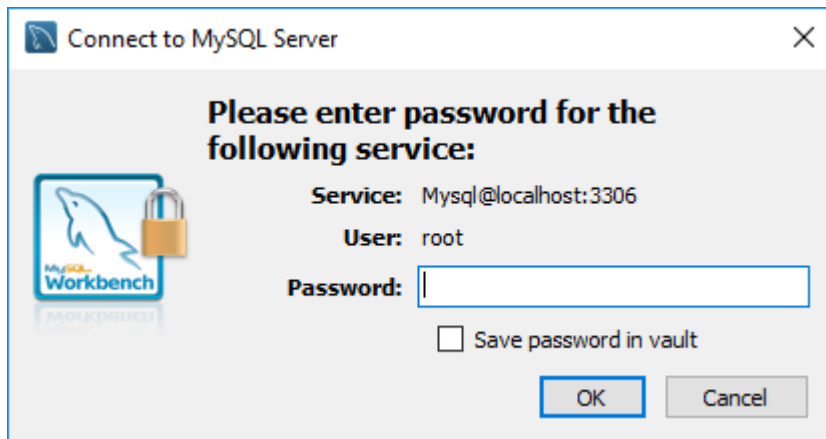 Connect to MySQL Server
Please enter password for the
following service:
Service: Mysql@localhost:3306
User: root
MySQL
Workbench
Password:
Save password in vault
OK Cancel